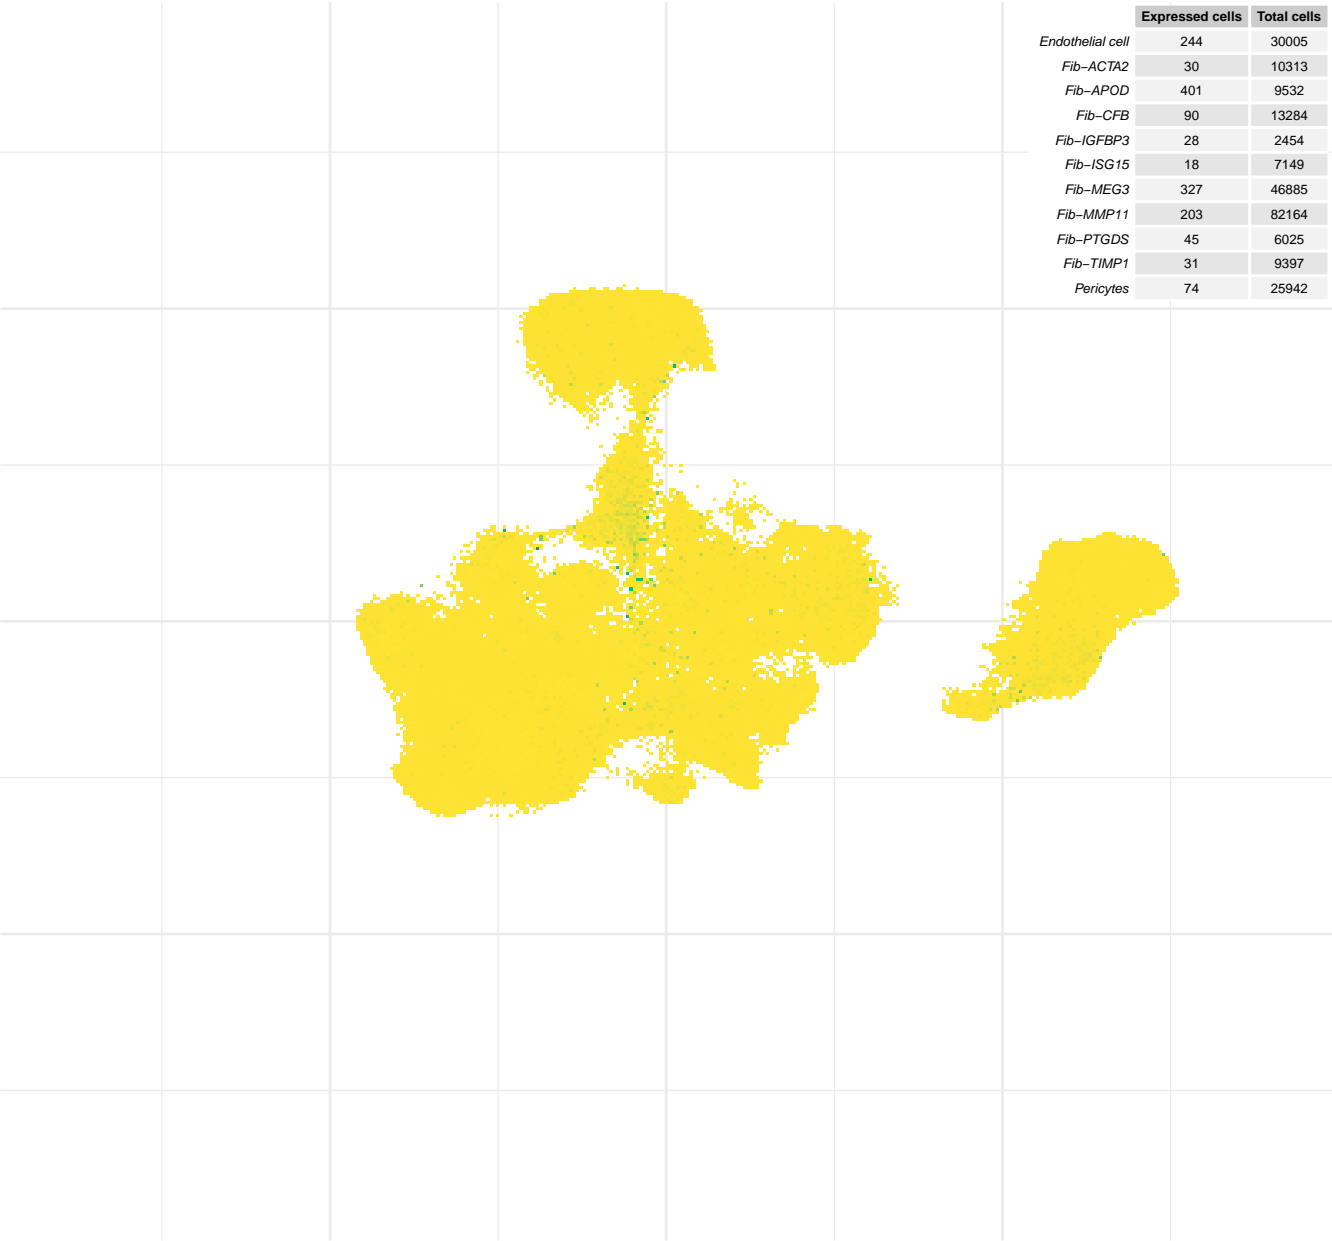 Expressed cells Total cells
Endothelial cell 244 30005
Fib−ACTA2 30 10313
Fib−APOD 401 9532
Fib−CFB 90 13284
Fib−IGFBP3 28 2454
Fib−ISG15 18 7149
Fib−MEG3 327 46885
Fib−MMP11 203 82164
Fib−PTGDS 45 6025
Fib−TIMP1 31 9397
Pericytes 74 25942